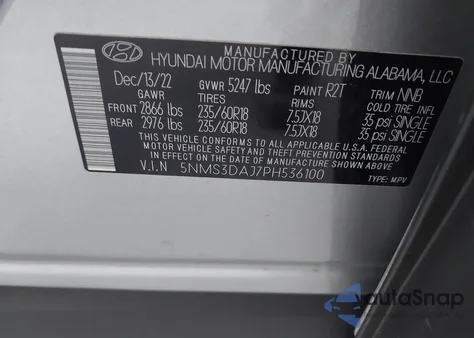 MANUFACTURED BY
HYUNDAI MOTOR MANUFACTURING ALABAMA, LLC
Dec/13/22 GVWR 5247 lbs PAINT R2T TRIM NNB
GAWR TIRES RIMS COLD TIRE INFL
FRONT 2866 lbs 235/60R18 7.5JX18 35 psi SINGLE
REAR 2976 lbs 235/60R18 7.5JX18 35 psi SINGLE
THIS VEHICLE CONFORMS TO ALL APPLICABLE U.S.A. FEDERAL
MOTOR VEHICLE SAFETY AND THEFT PREVENTION STANDARDS
IN EFFECT ON THE DATE OF MANUFACTURE SHOWN ABOVE.
V.I.N 5NMS3DAJ7PH536100
TYPE: MPV
autoSnap